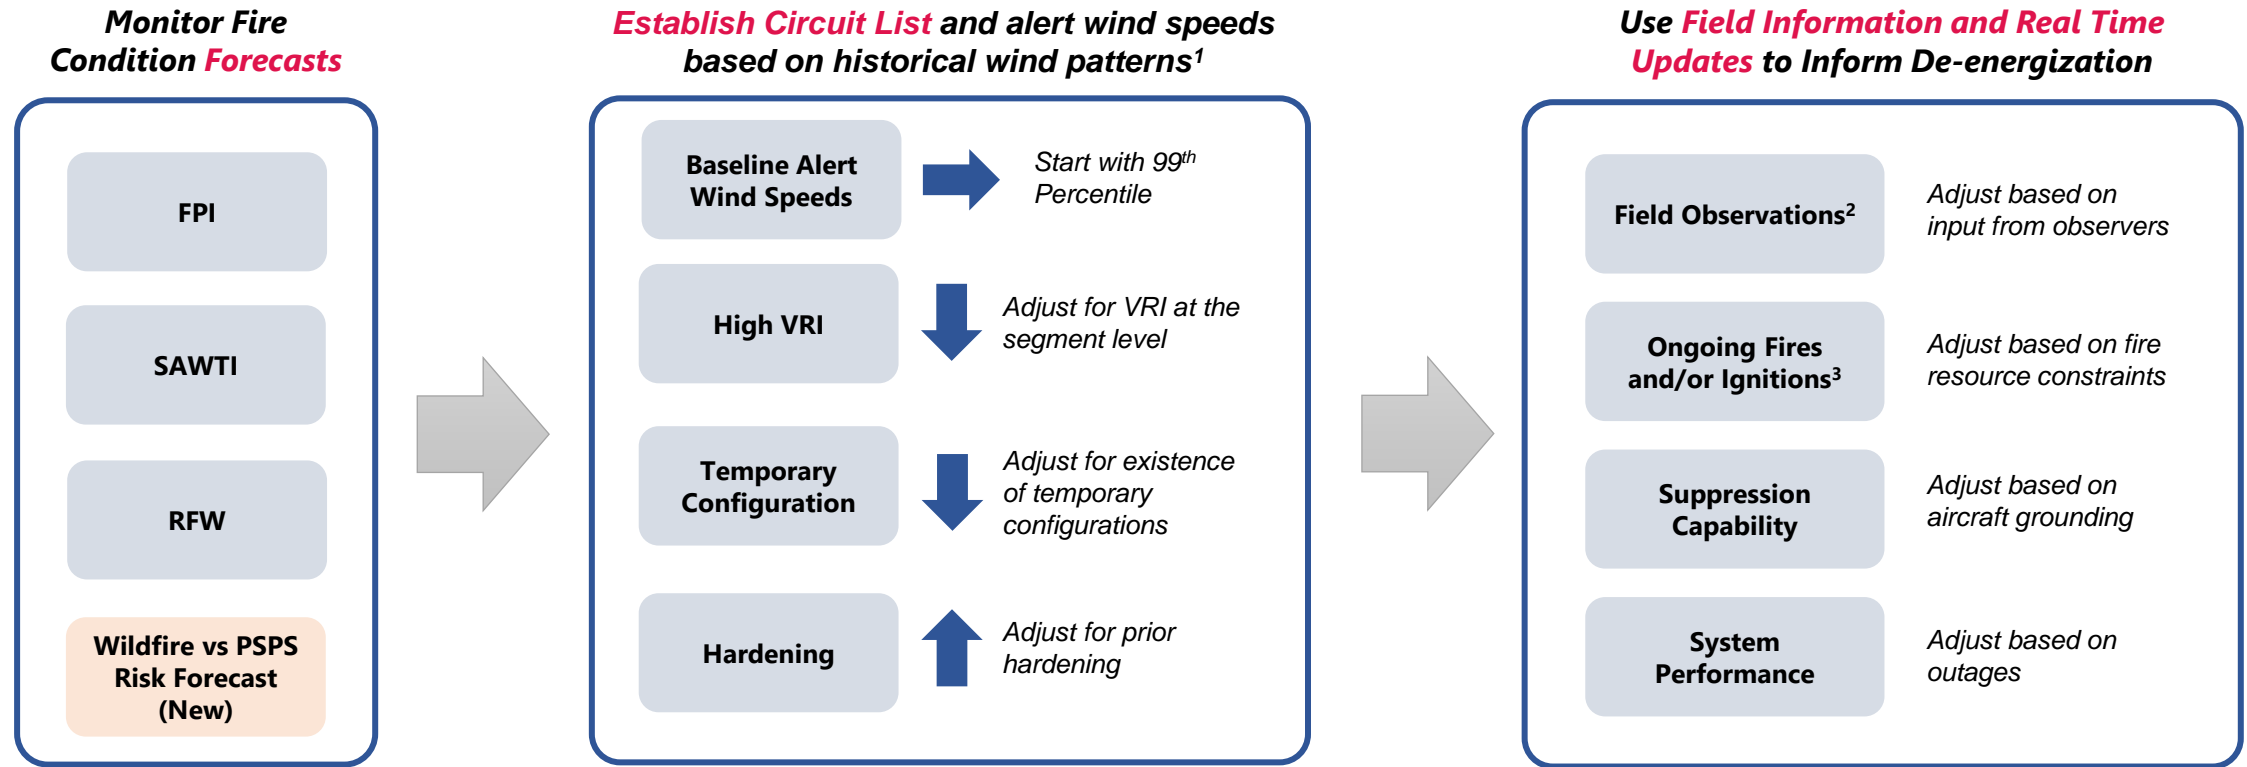 Monitor Fire
Condition Forecasts
FPI
SAWTI
RFW
Wildfire vs PSPS
Risk Forecast
(New)
Establish Circuit List and alert wind speeds
based on historical wind patterns¹
Baseline Alert
Wind Speeds
Start with 99th
Percentile
High VRI
Adjust for VRI at the
segment level
Temporary
Configuration
Adjust for existence
of temporary
configurations
Hardening
Adjust for prior
hardening
Use Field Information and Real Time
Updates to Inform De-energization
Field Observations²
Adjust based on
input from observers
Ongoing Fires
and/or Ignitions³
Adjust based on fire
resource constraints
Suppression
Capability
Adjust based on
aircraft grounding
System
Performance
Adjust based on
outages